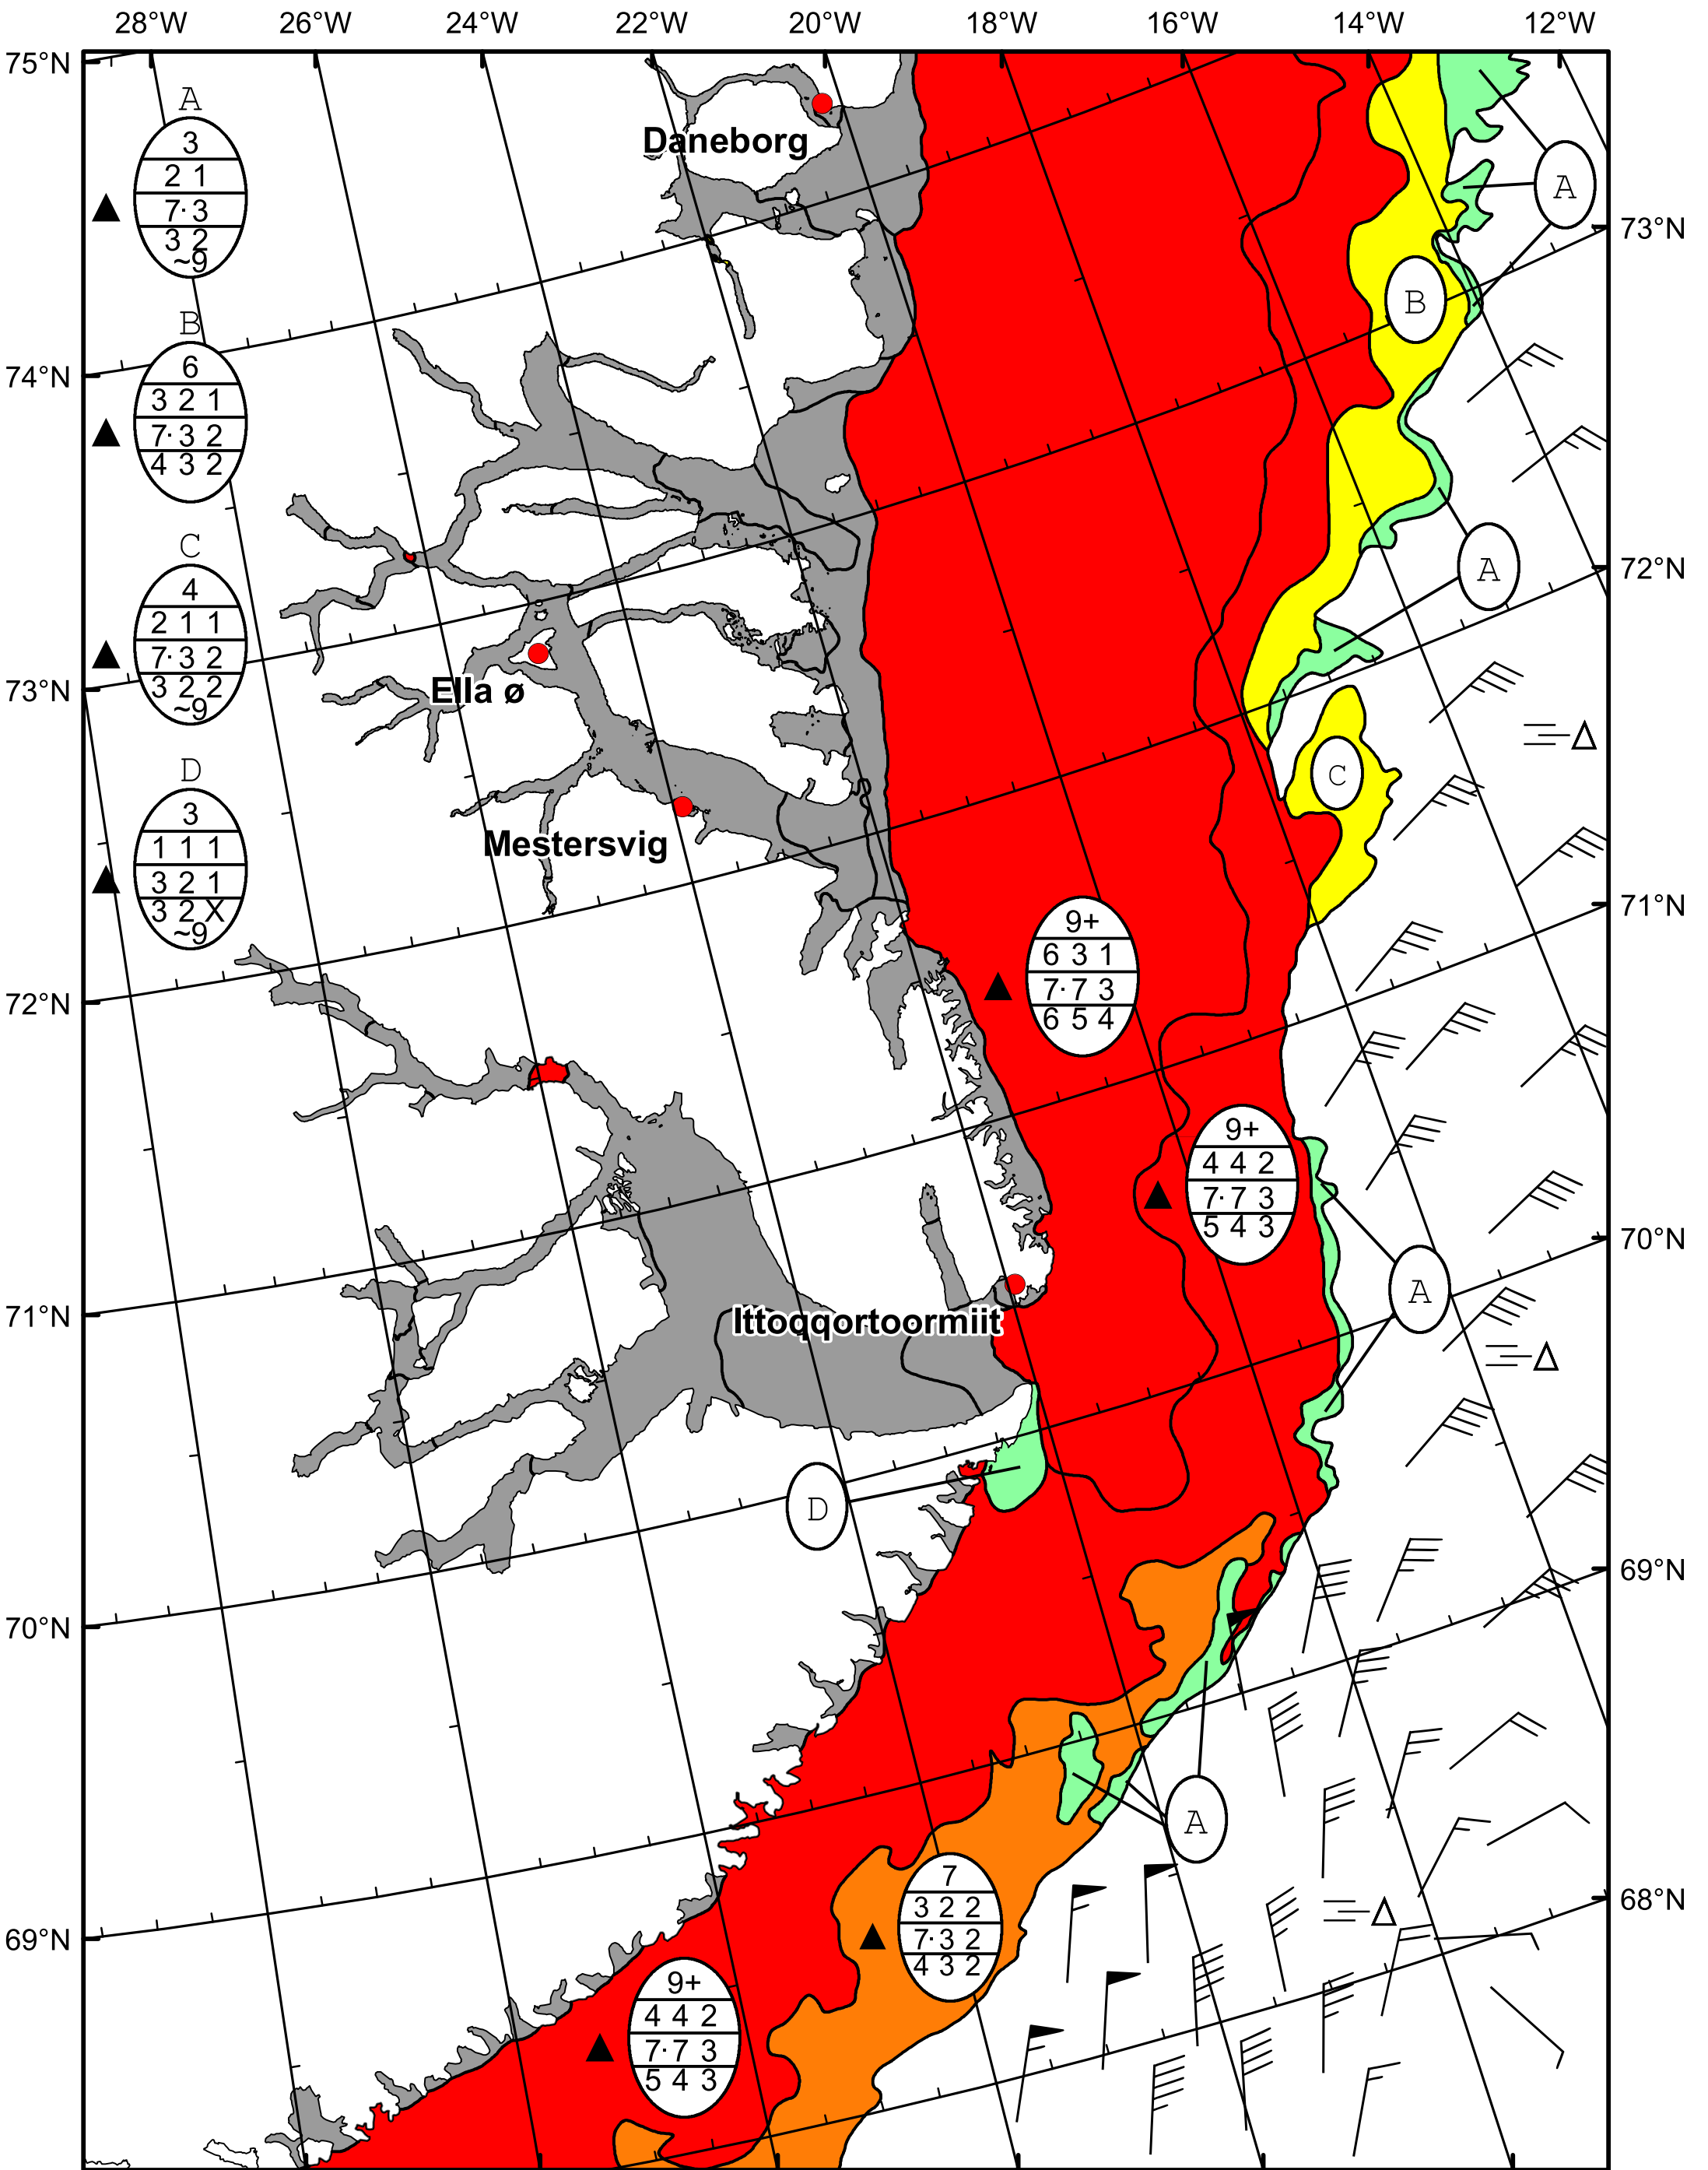 28°W 26°W 24°W 22°W 20°W 18°W 16°W 14°W 12°W
75°N
A
3
2 1
7· 3
3 2
~9
Daneborg
A
73°N
B
B
6
3 2 1
7· 3 2
4 3 2
74°N
C
4
2 1 1
7· 3 2
3 2 2
~9
A
72°N
73°N
Ella ø
C
D
3
1 1 1
3 2 1
3 2 X
~9
Mestersvig
71°N
9+
6 3 1
7· 7 3
6 5 4
72°N
9+
4 4 2
7· 7 3
5 4 3
70°N
A
71°N
Ittoqqortoormiit
D
69°N
70°N
A
7
3 2 2
7· 3 2
4 3 2
68°N
69°N
9+
4 4 2
7· 7 3
5 4 3